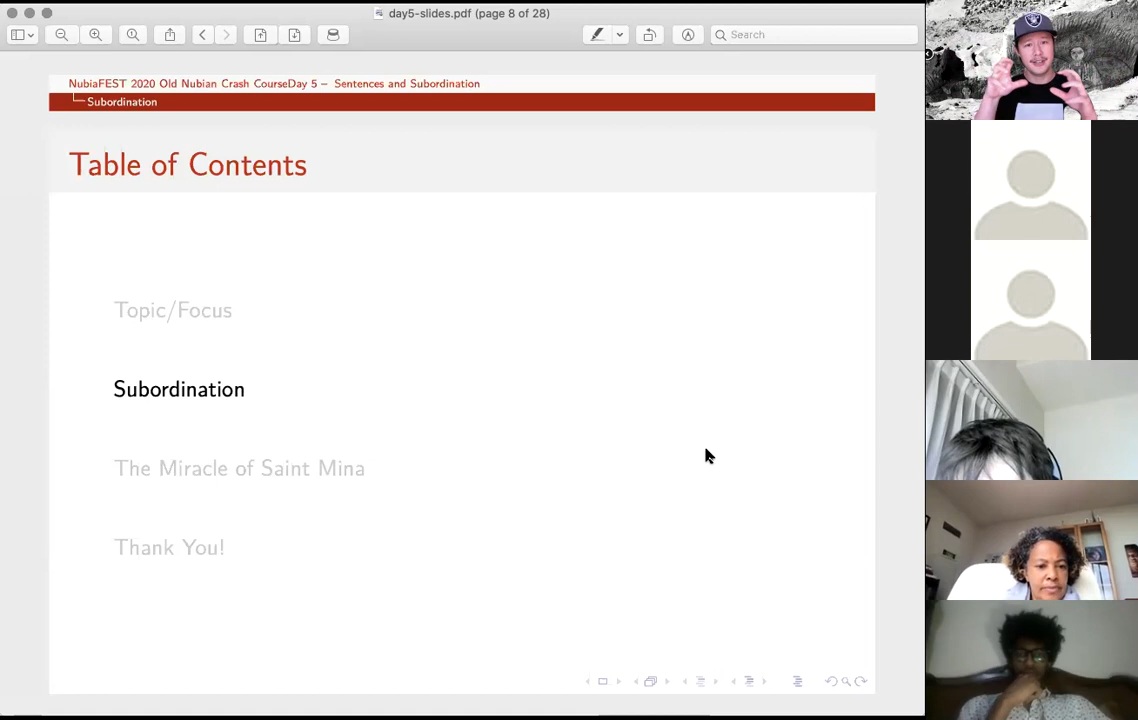 day5-slides.pdf (page 8 of 28)
Search
NubiaFEST 2020 Old Nubian Crash CourseDay 5 – Sentences and Subordination
Subordination
Table of Contents
Topic/Focus
Subordination
The Miracle of Saint Mina
Thank You!